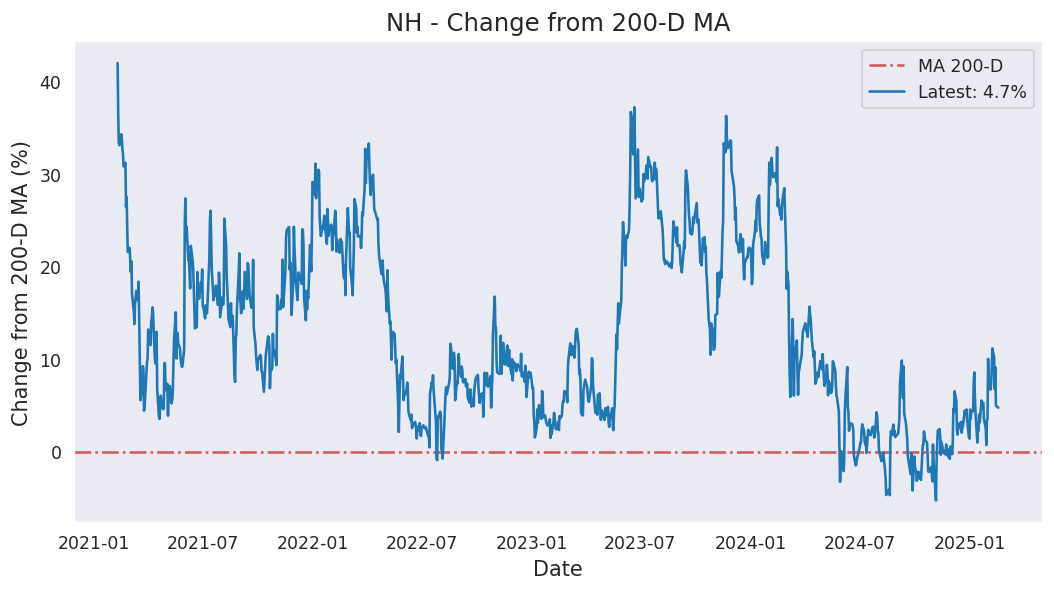 NH - Change from 200-D MA
MA 200-D
Latest: 4.7%
Change from 200-D MA (%)
40
30
20
10
0
2021-01 2021-07 2022-01 2022-07 2023-01 2023-07 2024-01 2024-07 2025-01
Date